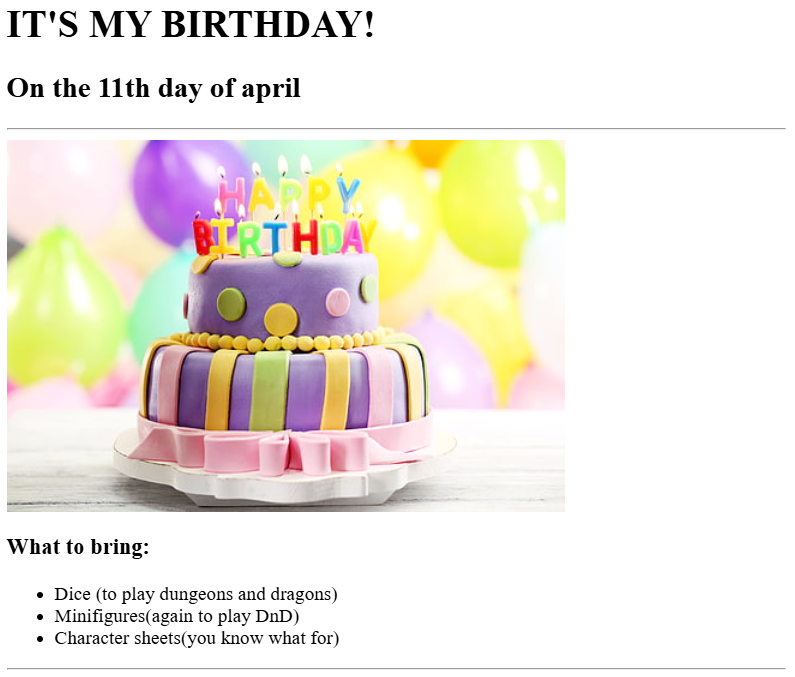 IT'S MY BIRTHDAY!
On the 11th day of april
HAPPY
BIRTHDAY
What to bring:
Dice (to play dungeons and dragons)
Minifigures(again to play DnD)
Character sheets(you know what for)